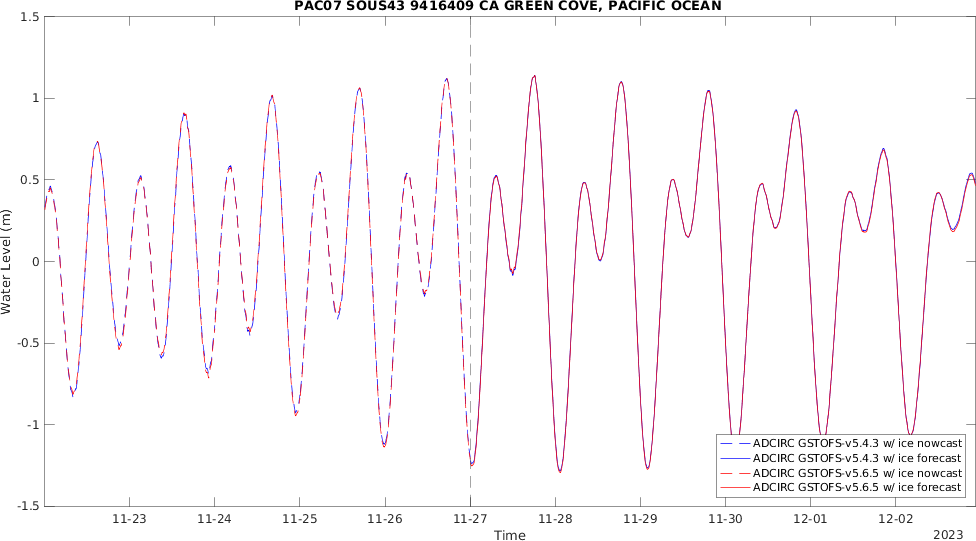 PAC07 SOUS43 9416409 CA GREEN COVE, PACIFIC OCEAN
1.5
1
0.5
0
-0.5
-1
-1.5
Water Level (m)
11-23 11-24 11-25 11-26 11-27 11-28 11-29 11-30 12-01 12-02
Time
2023
ADCIRC GSTOFS-v5.4.3 w/ ice nowcast
ADCIRC GSTOFS-v5.4.3 w/ ice forecast
ADCIRC GSTOFS-v5.6.5 w/ ice nowcast
ADCIRC GSTOFS-v5.6.5 w/ ice forecast